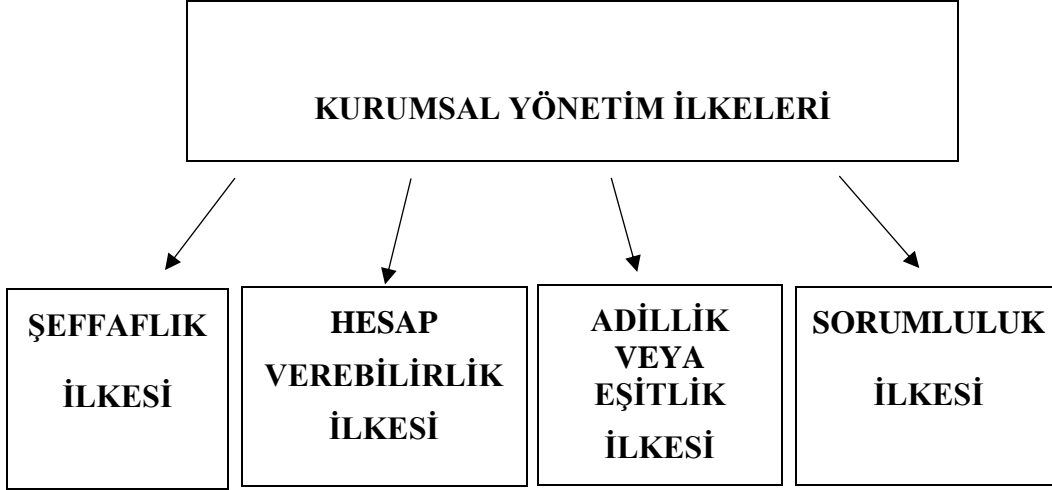 KURUMSAL YÖNETİM İLKELERİ
ŞEFFAFLIK
İLKESİ
HESAP
VEREBİLİRLİK
İLKESİ
ADİLLİK
VEYA
EŞİTLİK
İLKESİ
SORUMLULUK
İLKESİ